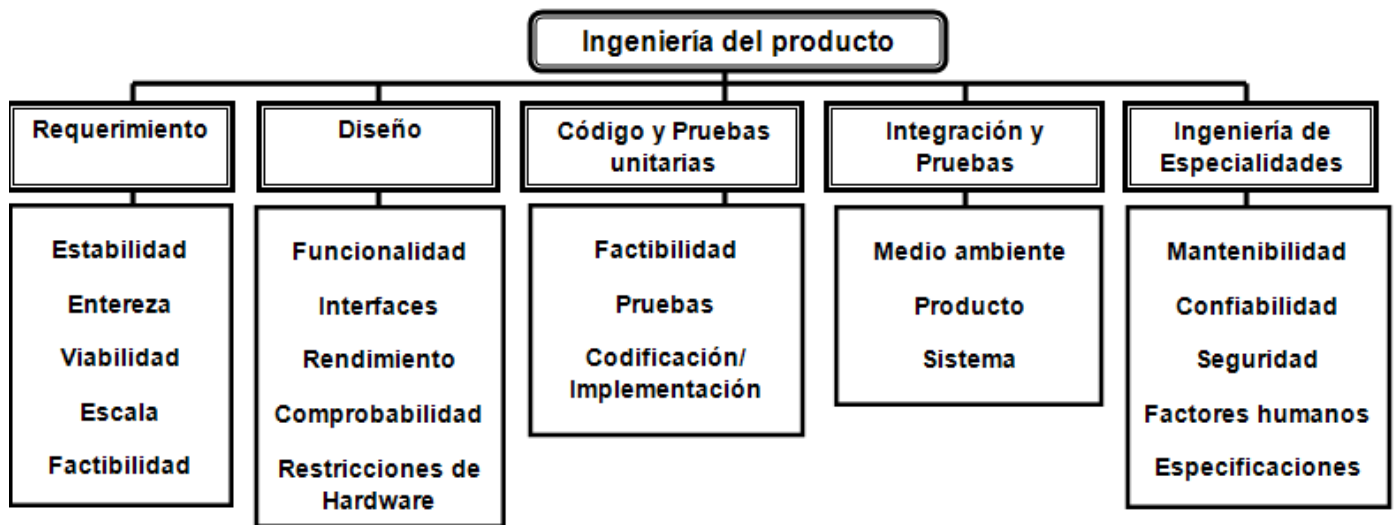 Ingeniería del producto
Requerimiento
Estabilidad
Entereza
Viabilidad
Escala
Factibilidad
Diseño
Funcionalidad
Interfaces
Rendimiento
Comprobabilidad
Restricciones de
Hardware
Código y Pruebas
unitarias
Factibilidad
Pruebas
Codificación/
Implementación
Integración y
Pruebas
Medio ambiente
Producto
Sistema
Ingeniería de
Especialidades
Mantenibilidad
Confiabilidad
Seguridad
Factores humanos
Especificaciones